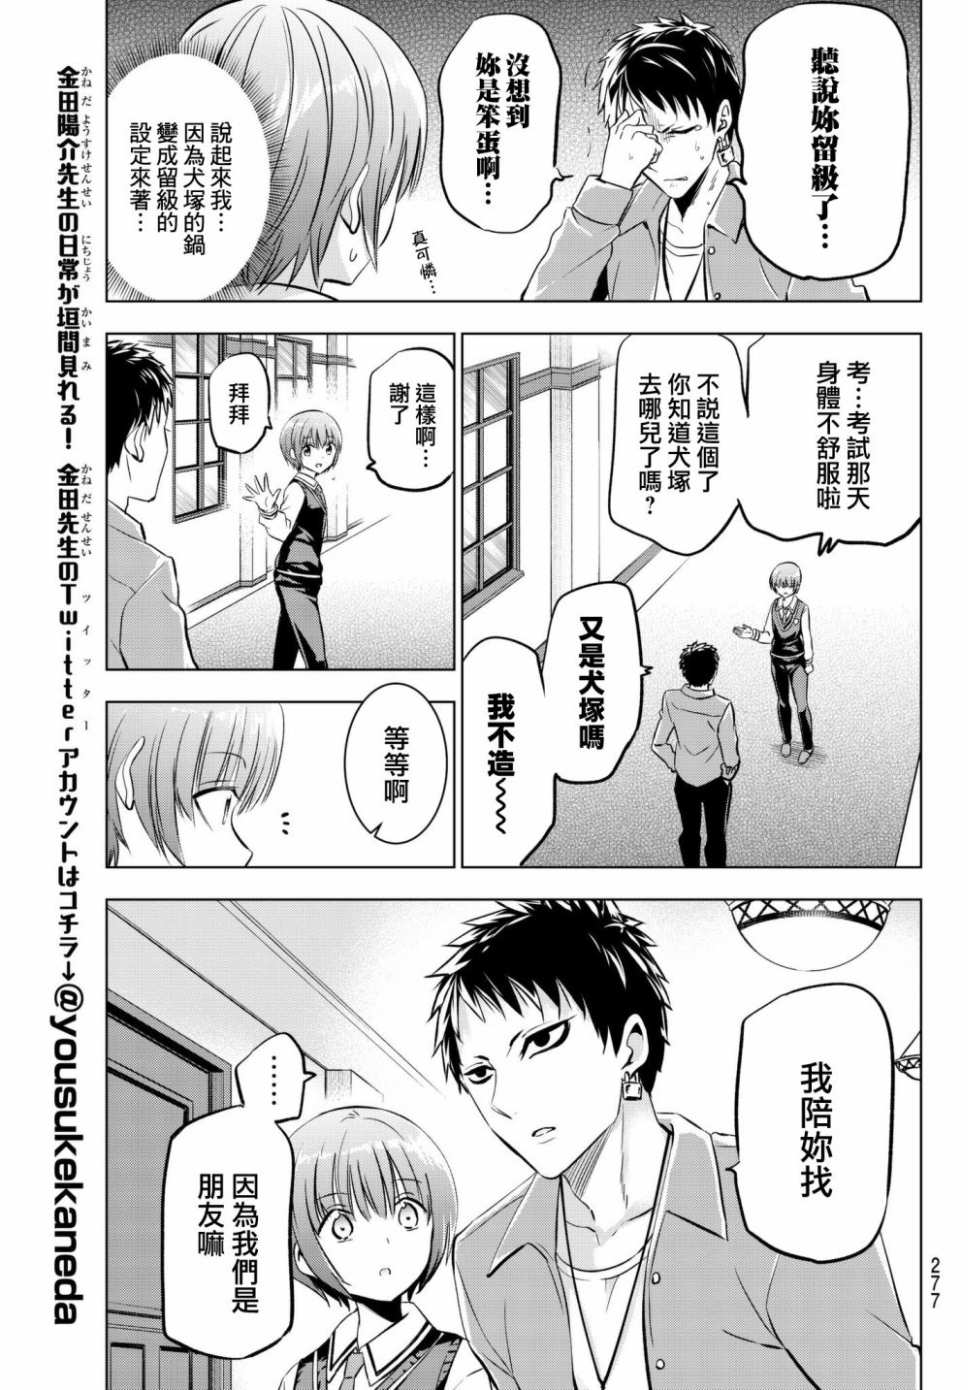 聽說妳留級了…
沒想到
妳是笨蛋啊…
真可憐…
說起來我…
因為犬塚的鍋
變成留級的
設定來著…
考…考試那天
身體不舒服啦
不說這個了
你知道犬塚
去哪兒了嗎?
又是犬塚嗎
我不造～～～
這樣啊…
謝了
拜拜
等等啊
我陪妳找
……
因為我們是
朋友嘛
277
金田陽介先生の日常が垣間見れる! 金田先生のTwitterアカウントはコチラ→@yousukekaneda
かねだ ようすけ せんせい にちじょう かいま み かねだ せんせい ツイッター